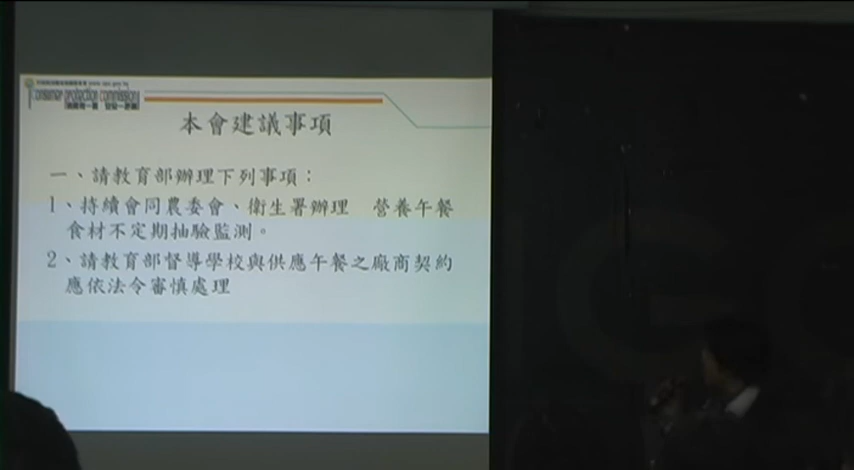 Consumer protection commission
本會建議事項
一、請教育部辦理下列事項：
1、持續會同農委會、衛生署辦理　營養午餐
食材不定期抽驗監測。
2、請教育部督導學校與供應午餐之廠商契約
應依法令審慎處理